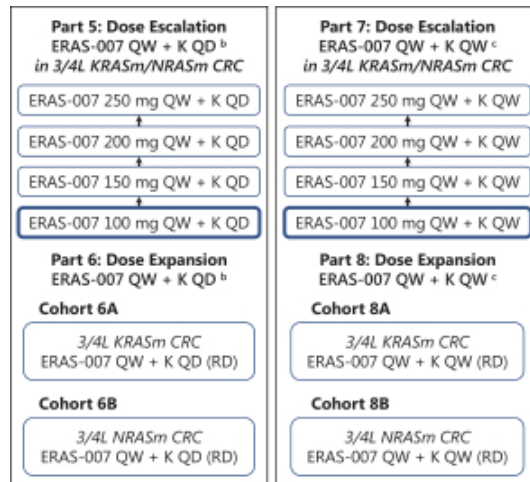 Part 5: Dose Escalation
ERAS-007 QW + K QD ᵇ
in 3/4L KRASm/NRASm CRC
ERAS-007 250 mg QW + K QD
ERAS-007 200 mg QW + K QD
ERAS-007 150 mg QW + K QD
ERAS-007 100 mg QW + K QD
Part 6: Dose Expansion
ERAS-007 QW + K QD ᵇ
Cohort 6A
3/4L KRASm CRC
ERAS-007 QW + K QD (RD)
Cohort 6B
3/4L NRASm CRC
ERAS-007 QW + K QD (RD)
Part 7: Dose Escalation
ERAS-007 QW + K QW ᶜ
in 3/4L KRASm/NRASm CRC
ERAS-007 250 mg QW + K QW
ERAS-007 200 mg QW + K QW
ERAS-007 150 mg QW + K QW
ERAS-007 100 mg QW + K QW
Part 8: Dose Expansion
ERAS-007 QW + K QW ᶜ
Cohort 8A
3/4L KRASm CRC
ERAS-007 QW + K QW (RD)
Cohort 8B
3/4L NRASm CRC
ERAS-007 QW + K QW (RD)